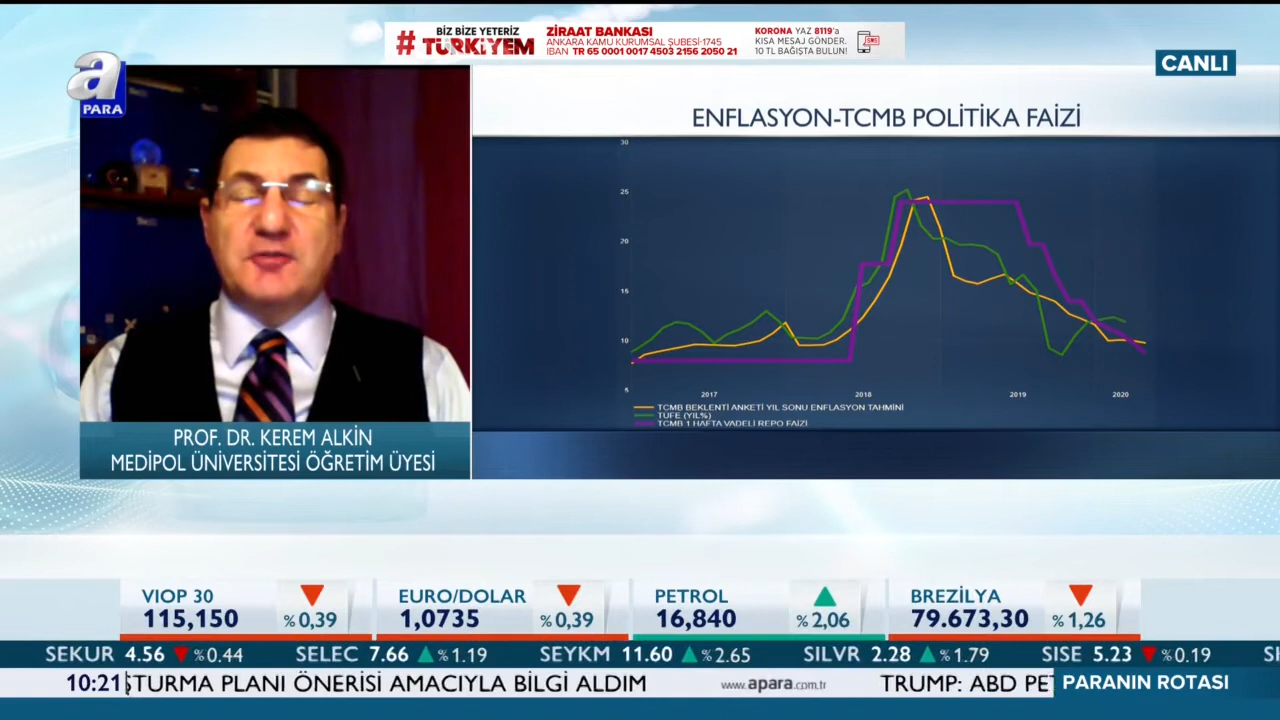 BİZ BİZE YETERİZ
# TÜRKİYEM
ZİRAAT BANKASI
ANKARA KAMU KURUMSAL ŞUBESİ-1745
IBAN TR 65 0001 0017 4503 2156 2050 21
KORONA YAZ 8119'a
KISA MESAJ GÖNDER,
10 TL BAĞIŞTA BULUN!
SMS
CANLI
a
PARA
ENFLASYON-TCMB POLİTİKA FAİZİ
30
25
20
15
10
5
2017 2018 2019 2020
TCMB BEKLENTİ ANKETİ YIL SONU ENFLASYON TAHMİNİ
TÜFE (YIL%)
TCMB 1 HAFTA VADELİ REPO FAİZİ
PROF. DR. KEREM ALKİN
MEDİPOL ÜNİVERSİTESİ ÖĞRETİM ÜYESİ
VIOP 30
115,150 %0,39
EURO/DOLAR
1,0735 %0,39
PETROL
16,840 %2,06
BREZİLYA
79.673,30 %1,26
SEKUR 4.56 %0.44 SELEC 7.66 %1.19 SEYKM 11.60 %2.65 SILVR 2.28 %1.79 SISE 5.23 %0.19
10:21 ŞTURMA PLANI ÖNERİSİ AMACIYLA BİLGİ ALDIM www.apara.com.tr TRUMP: ABD PET PARANIN ROTASI